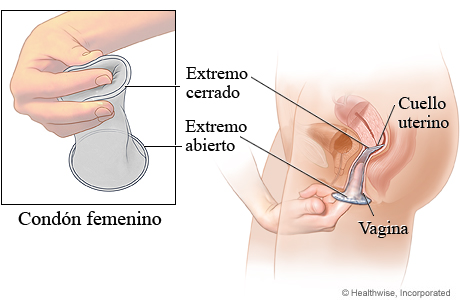 Extremo
cerrado
Extremo
abierto
Cuello
uterino
Vagina
Condón femenino
© Healthwise, Incorporated